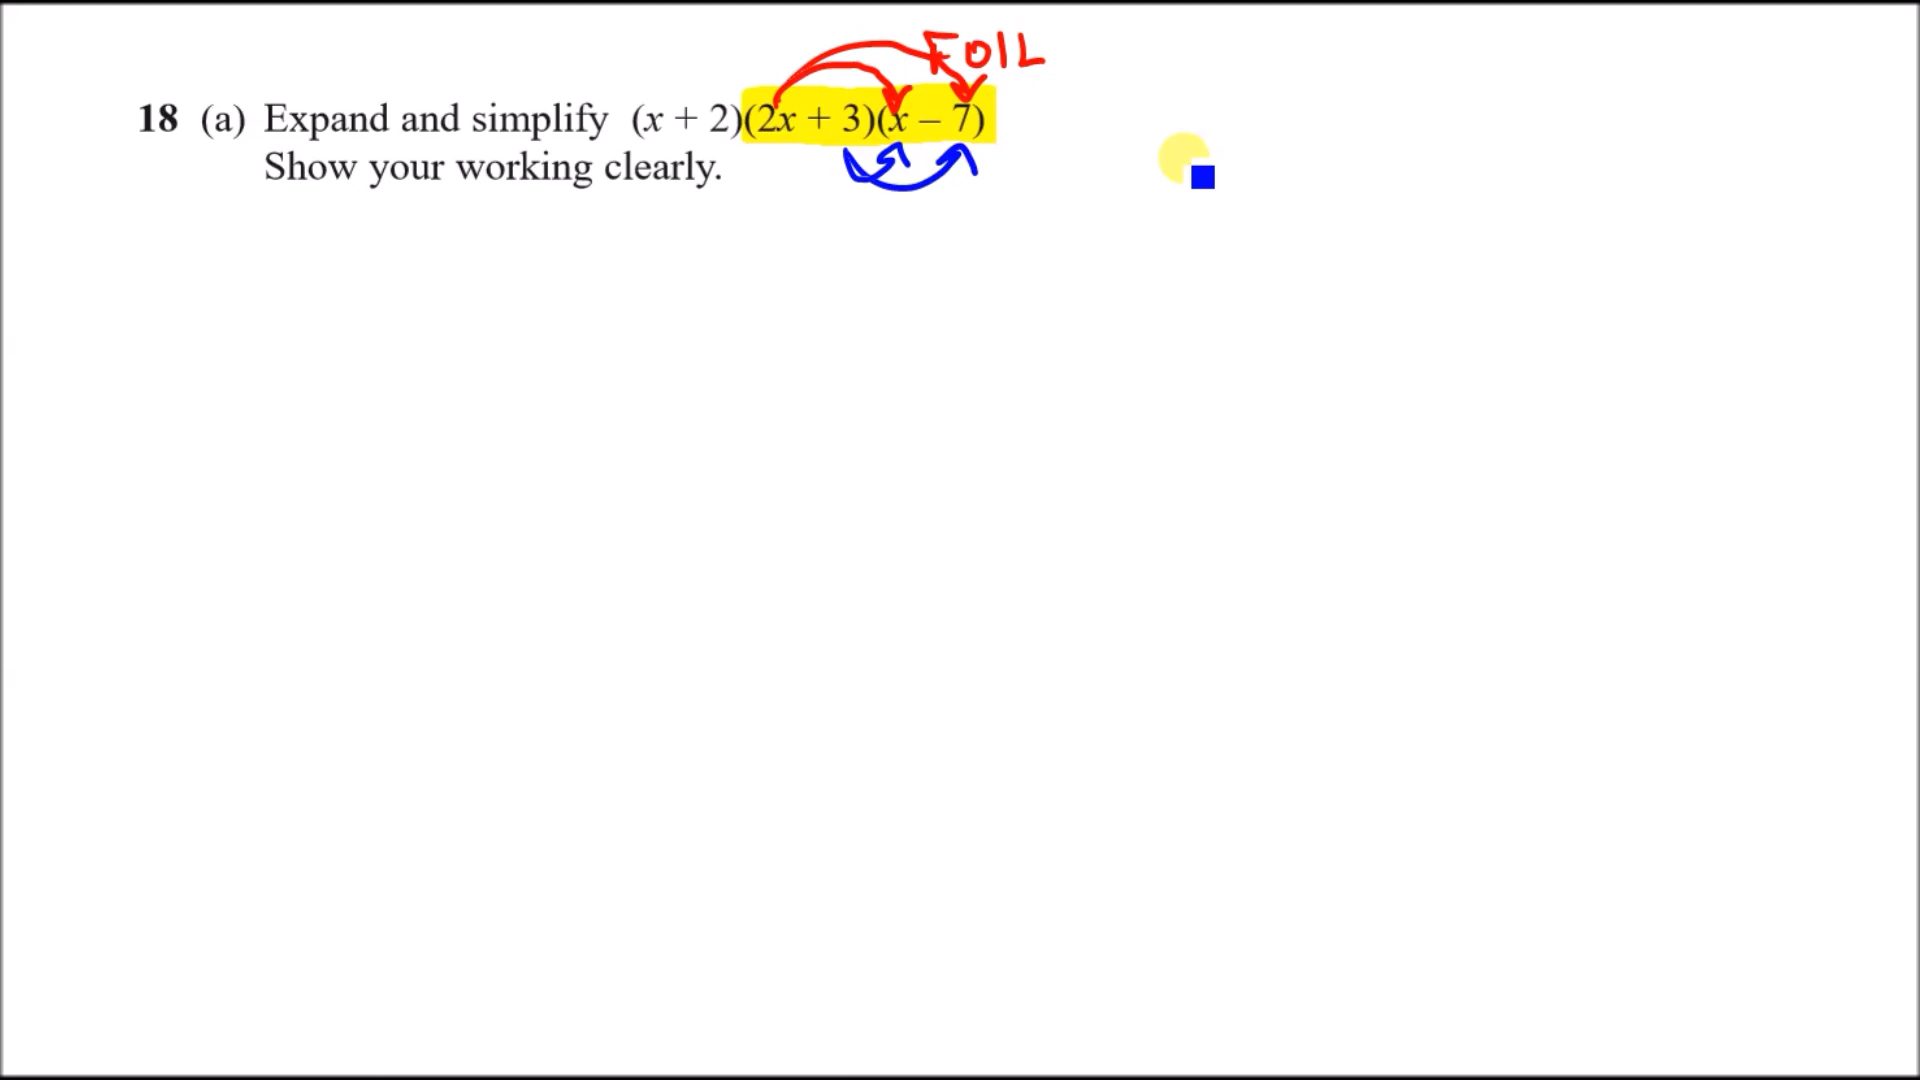 FOIL
18 (a) Expand and simplify (x + 2)(2x + 3)(x – 7)
Show your working clearly.